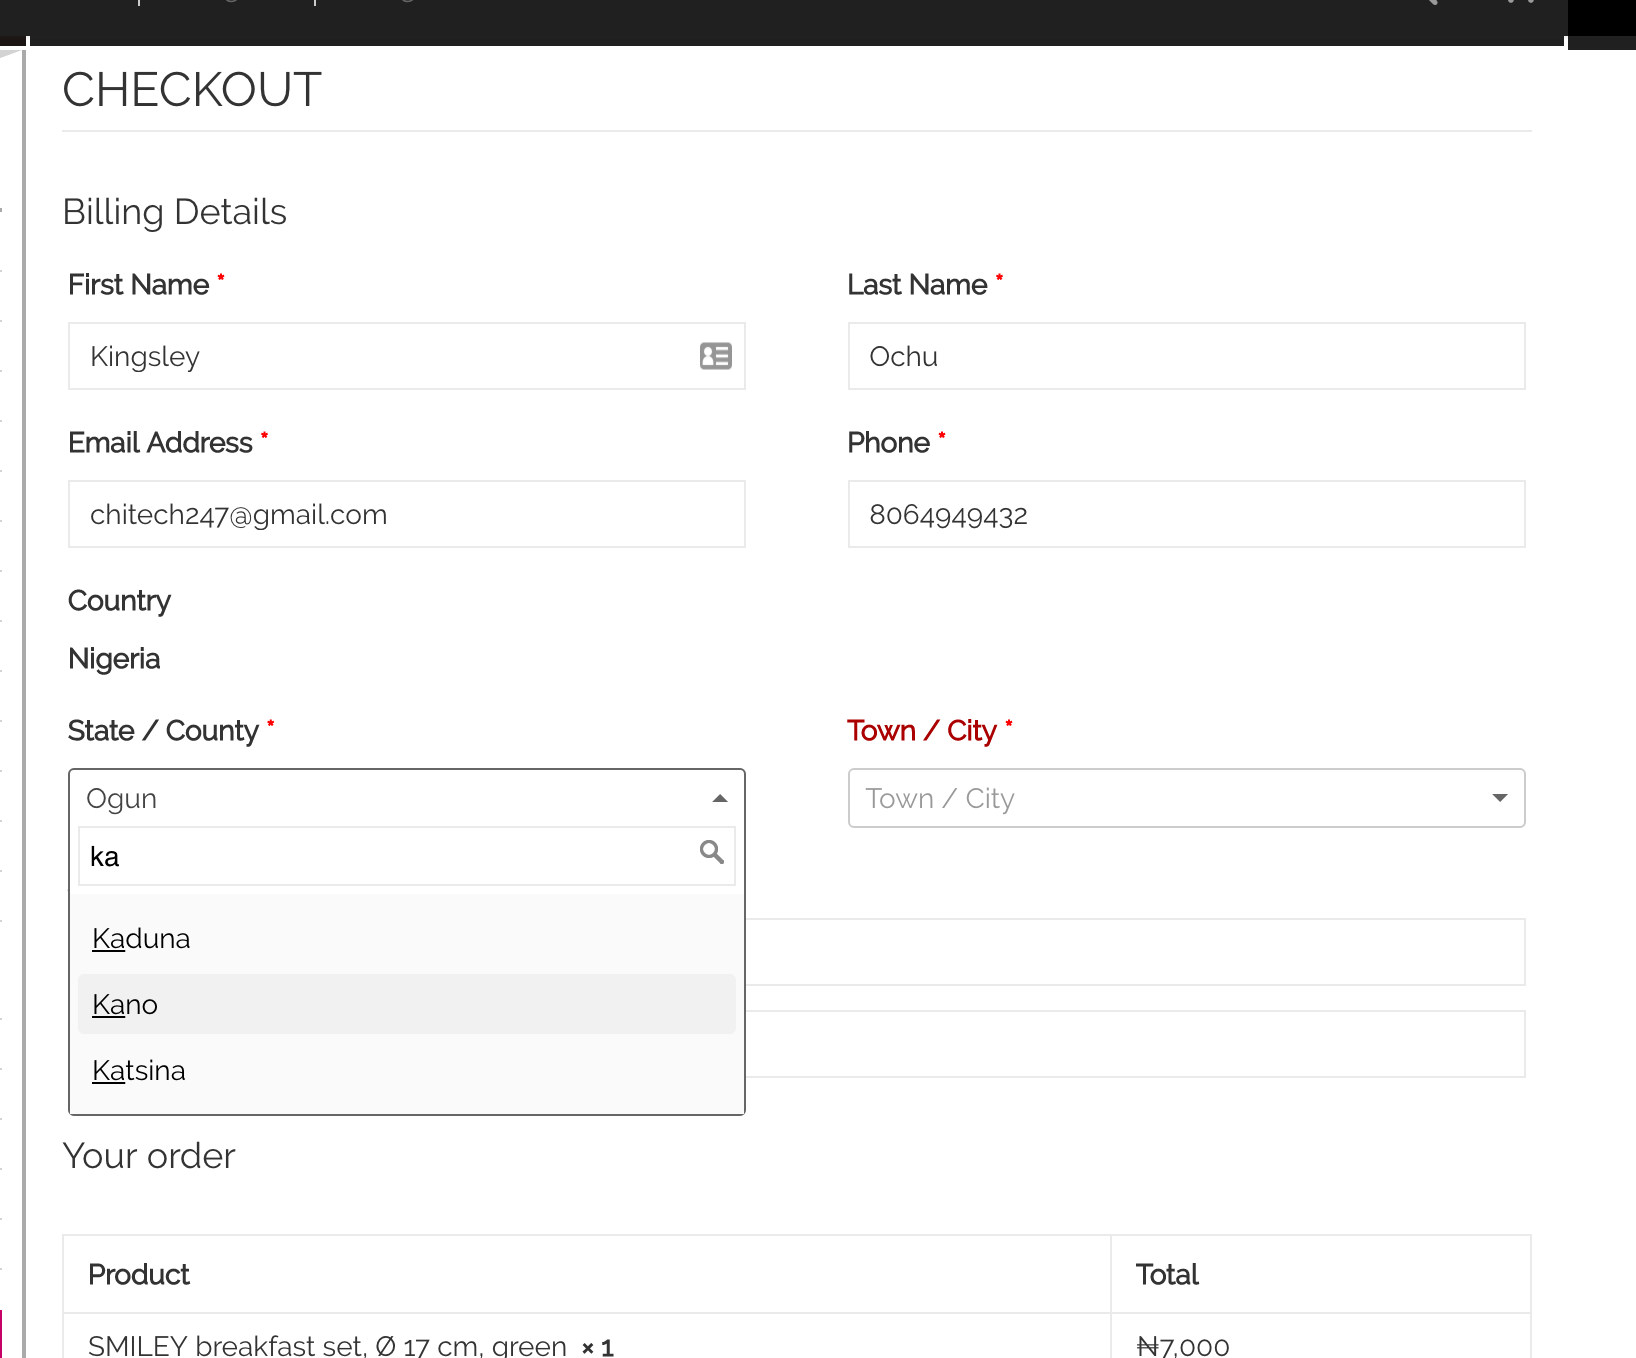 CHECKOUT
Billing Details
First Name *
Last Name *
Kingsley
Ochu
Email Address *
Phone *
chitech247@gmail.com
8064949432
Country
Nigeria
State / County *
Town / City *
Ogun
Town / City
ka
Kaduna
Kano
Katsina
Your order
Product
Total
SMILEY breakfast set, Ø 17 cm, green × 1
₦7,000